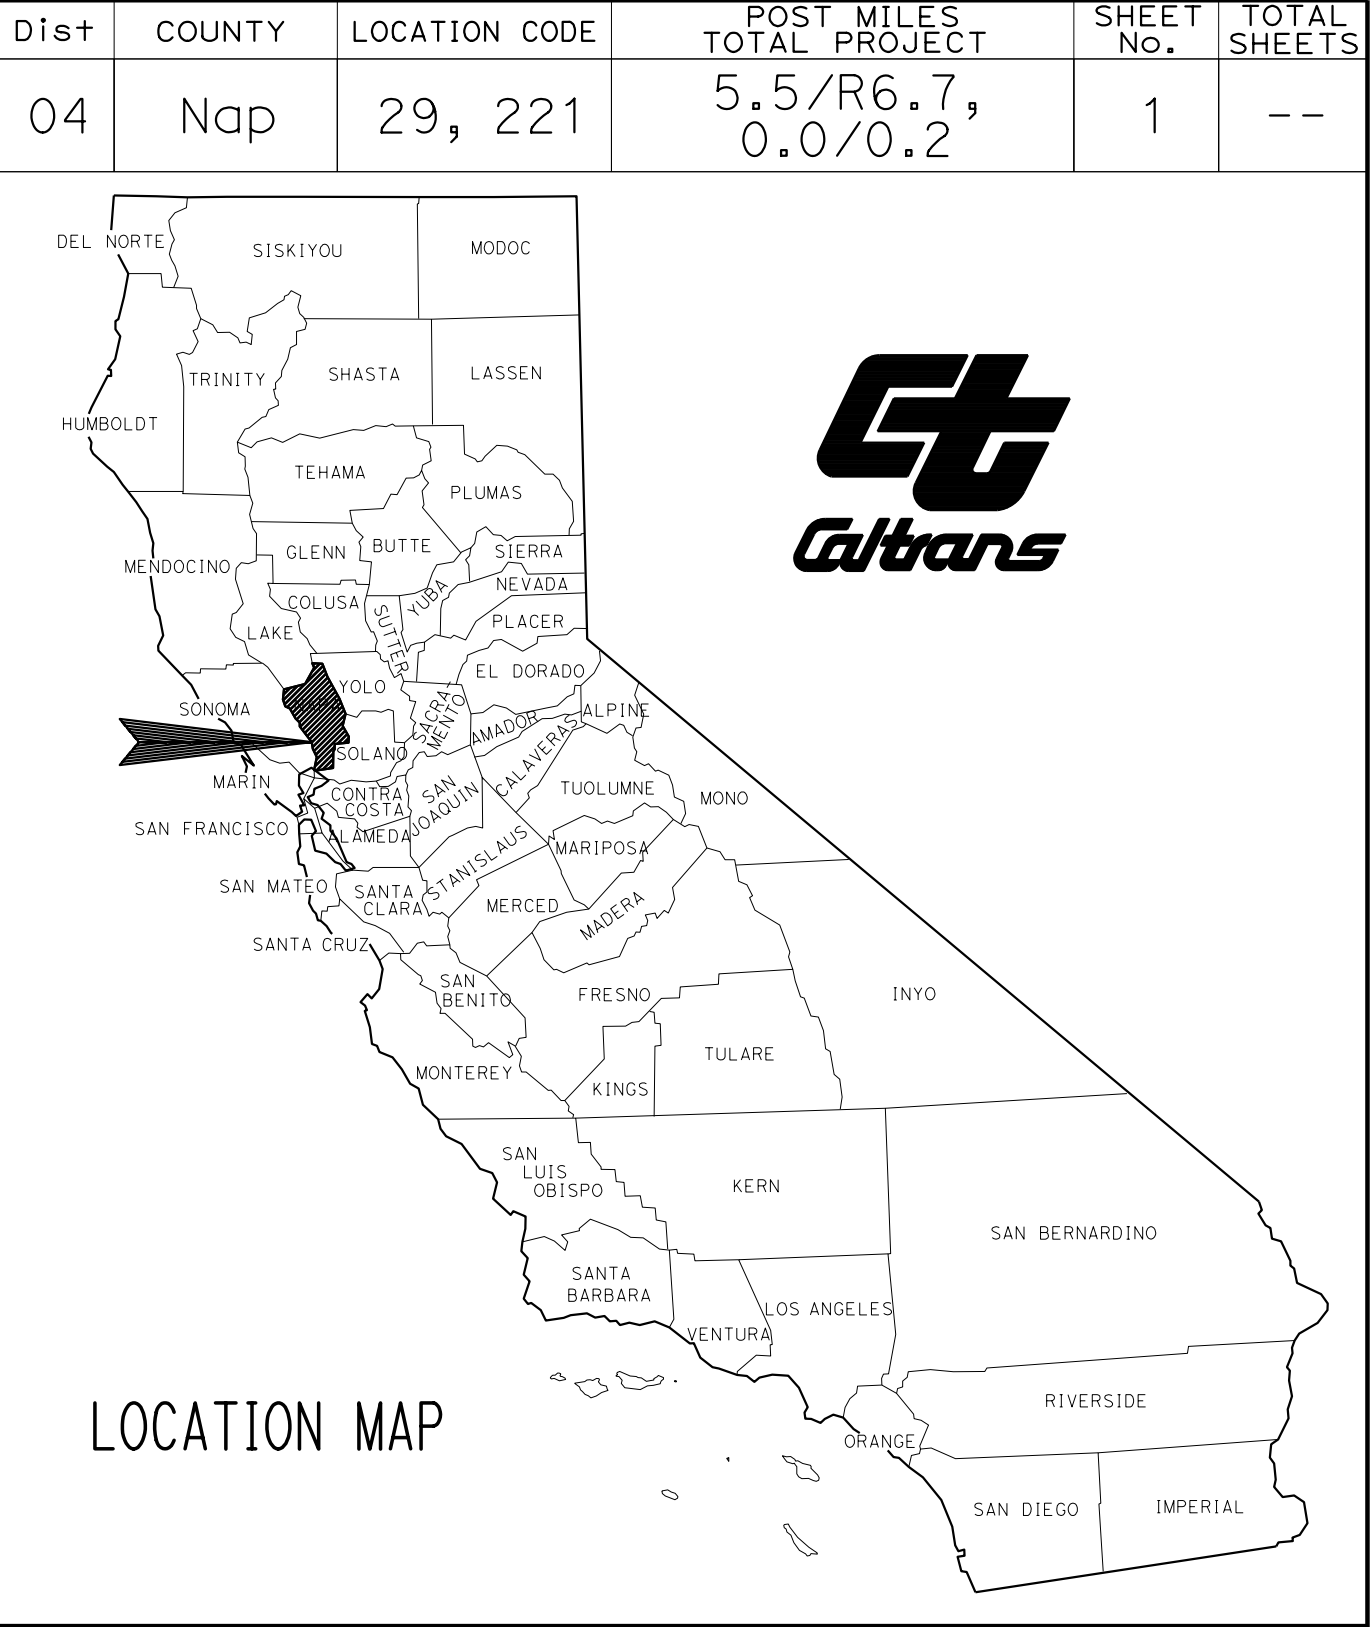 Dist COUNTY LOCATION CODE POST MILES TOTAL PROJECT SHEET No. TOTAL SHEETS
04 Nap 29, 221 5.5/R6.7, 0.0/0.2 1 --
DEL NORTE
SISKIYOU
MODOC
TRINITY
SHASTA
LASSEN
HUMBOLDT
TEHAMA
PLUMAS
Caltrans
MENDOCINO
GLENN
BUTTE
SIERRA
NEVADA
COLUSA
YUBA
SUTTER
PLACER
LAKE
EL DORADO
YOLO
SONOMA
SACRA-
MENTO
AMADOR
ALPINE
SOLANO
CALAVERAS
MARIN
CONTRA
COSTA
SAN
JOAQUIN
TUOLUMNE
MONO
SAN FRANCISCO
ALAMEDA
STANISLAUS
MARIPOSA
SAN MATEO
SANTA
CLARA
MERCED
MADERA
SANTA CRUZ
SAN
BENITO
FRESNO
INYO
MONTEREY
KINGS
TULARE
SAN
LUIS
OBISPO
KERN
SAN BERNARDINO
SANTA
BARBARA
VENTURA
LOS ANGELES
RIVERSIDE
ORANGE
SAN DIEGO
IMPERIAL
LOCATION MAP